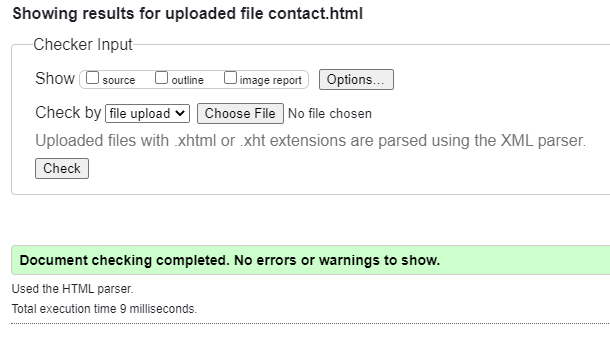 Showing results for uploaded file contact.html
Checker Input
Show source outline image report Options...
Check by file upload Choose File No file chosen
Uploaded files with .xhtml or .xht extensions are parsed using the XML parser.
Check
Document checking completed. No errors or warnings to show.
Used the HTML parser.
Total execution time 9 milliseconds.